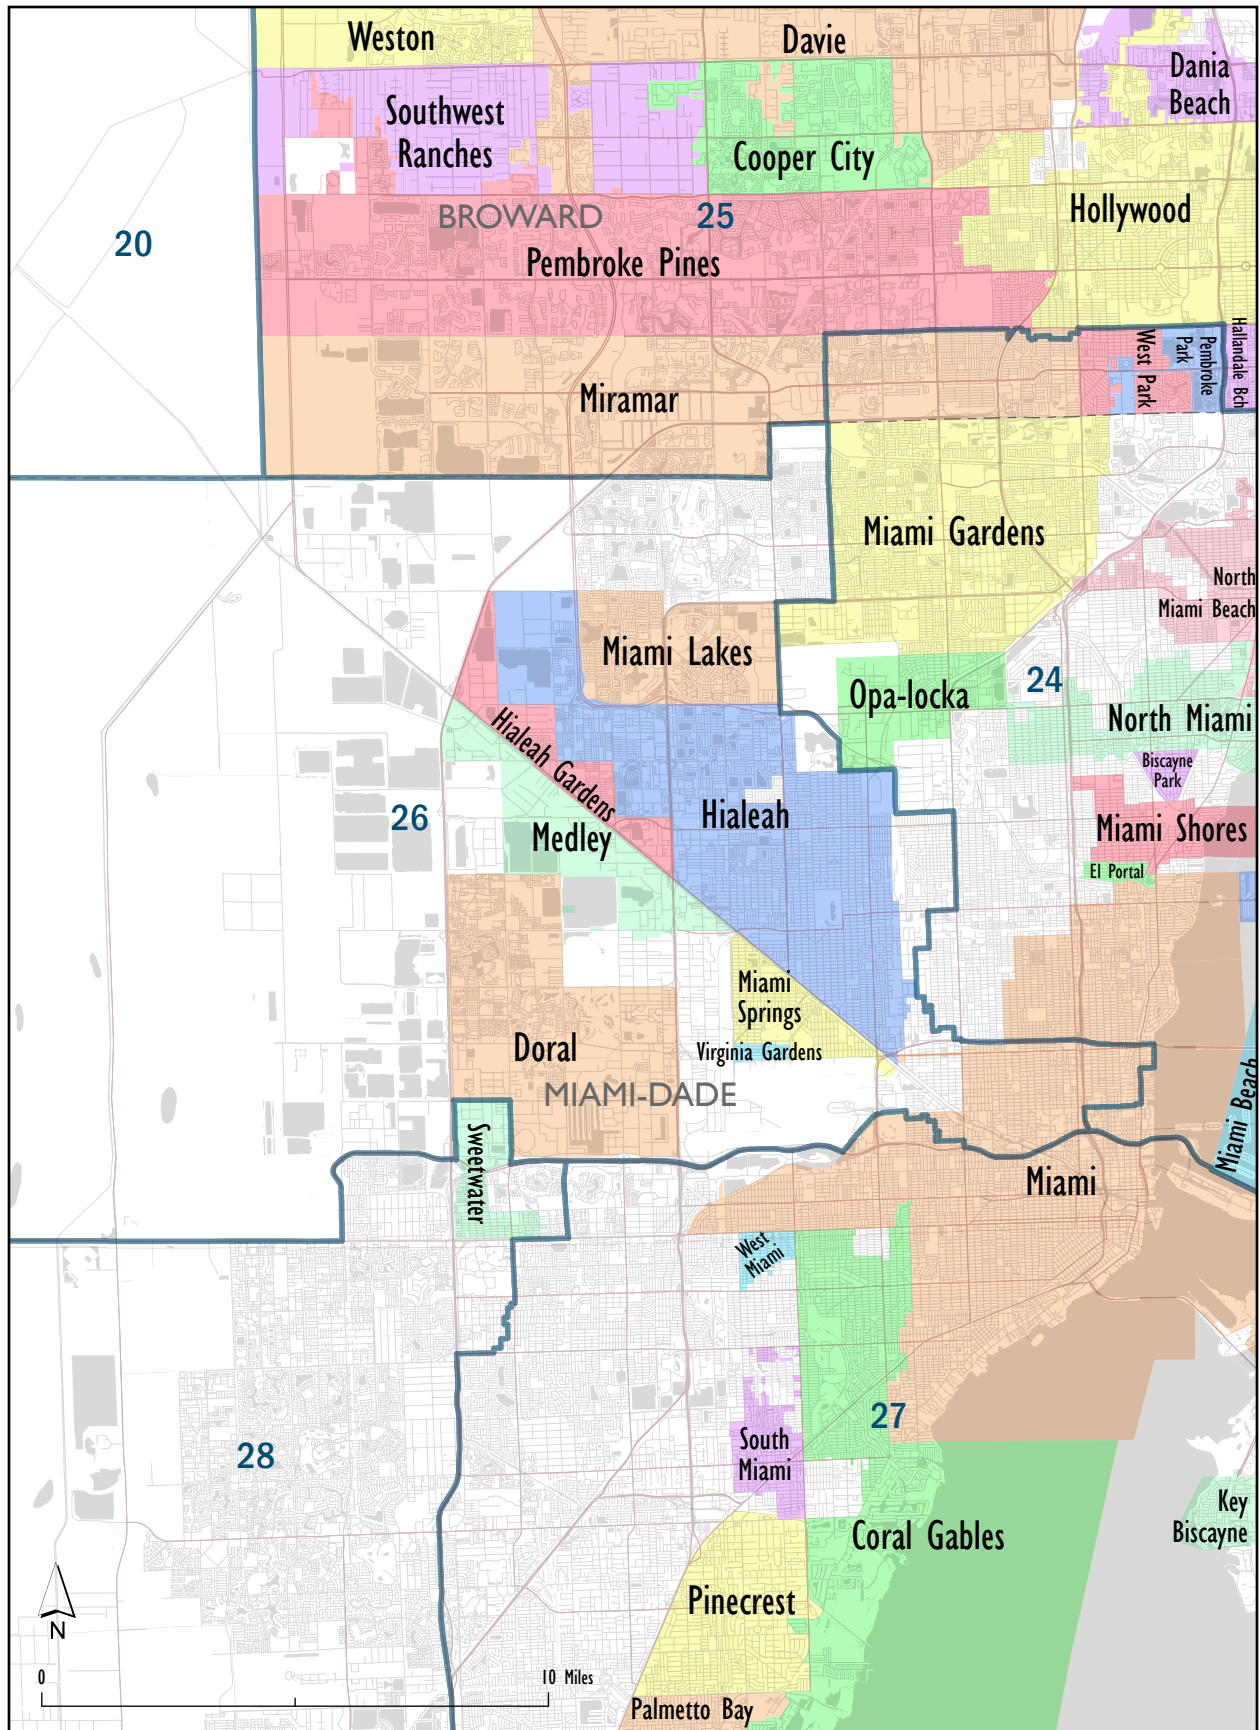 Weston
Davie
Dania
Beach
Southwest
Ranches
Cooper City
Hollywood
BROWARD
25
20
Pembroke Pines
Hallandale Bch
West Park
Pembroke
Park
Miramar
Miami Gardens
North
Miami Beach
Miami Lakes
24
Opa-locka
North Miami
Hialeah Gardens
Biscayne
Park
26
Hialeah
Medley
Miami Shores
El Portal
Miami
Springs
Doral
Virginia Gardens
MIAMI-DADE
Miami Beach
Sweetwater
Miami
West
Miami
27
28
South
Miami
Key
Biscayne
Coral Gables
Pinecrest
N
0
10 Miles
Palmetto Bay